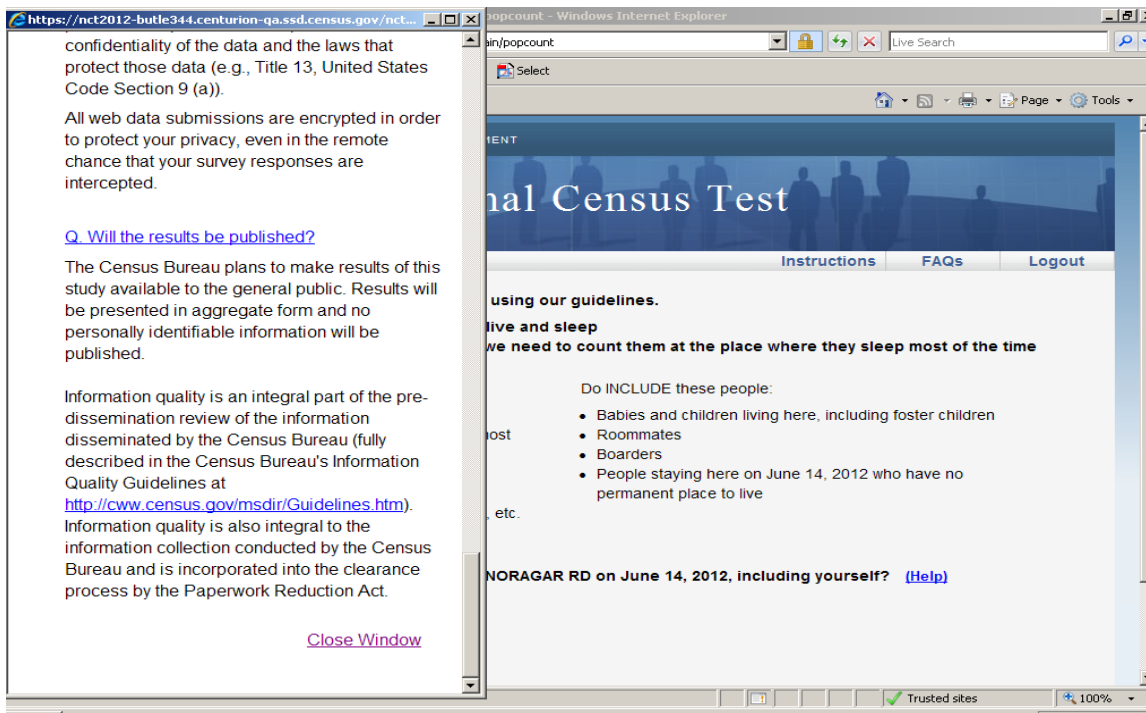 https://nct2012-butle344.centurion-qa.ssd.census.gov/nct...
confidentiality of the data and the laws that
protect those data (e.g., Title 13, United States
Code Section 9 (a)).
All web data submissions are encrypted in order
to protect your privacy, even in the remote
chance that your survey responses are
intercepted.
Q. Will the results be published?
The Census Bureau plans to make results of this
study available to the general public. Results will
be presented in aggregate form and no
personally identifiable information will be
published.
Information quality is an integral part of the pre-
dissemination review of the information
disseminated by the Census Bureau (fully
described in the Census Bureau's Information
Quality Guidelines at
http://cww.census.gov/msdir/Guidelines.htm).
Information quality is also integral to the
information collection conducted by the Census
Bureau and is incorporated into the clearance
process by the Paperwork Reduction Act.
Close Window
popcount - Windows Internet Explorer
in/popcount
Live Search
Select
Page Tools
MENT
nal Census Test
Instructions FAQs Logout
using our guidelines.
live and sleep
we need to count them at the place where they sleep most of the time
Do INCLUDE these people:
• Babies and children living here, including foster children
• Roommates
• Boarders
• People staying here on June 14, 2012 who have no
permanent place to live
most
, etc.
NORAGAR RD on June 14, 2012, including yourself? (Help)
Trusted sites
100%